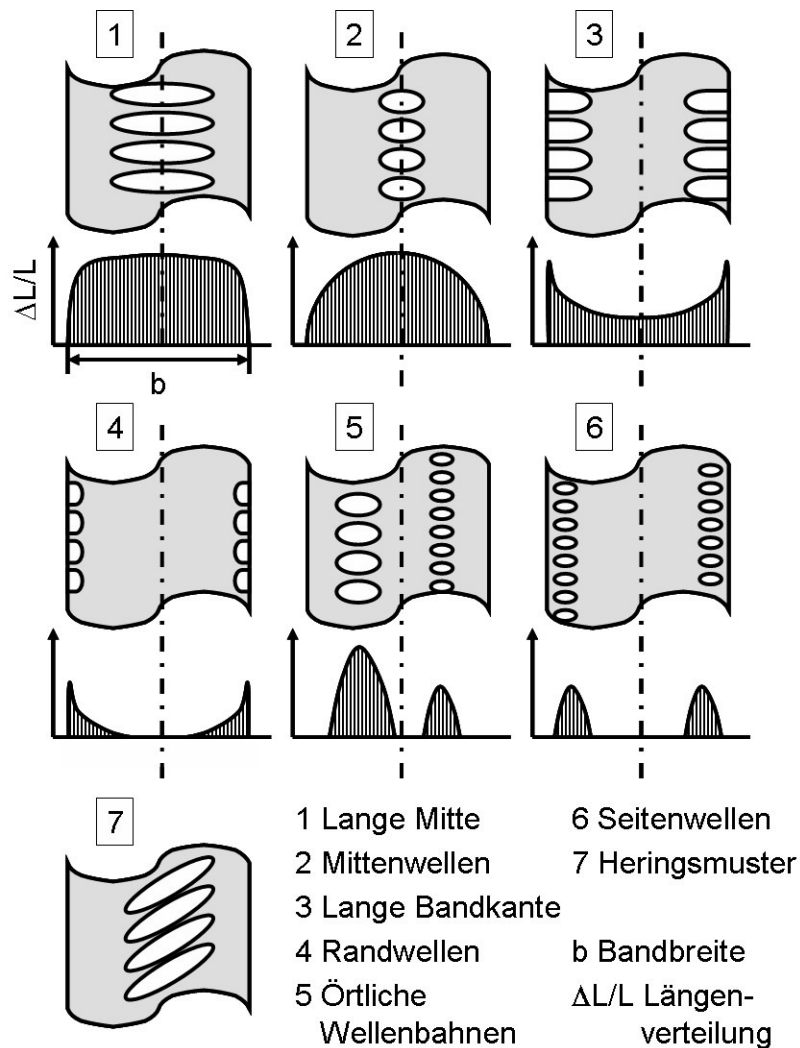 1
2
3
ΔL/L
b
4
5
6
7
1 Lange Mitte
2 Mittenwellen
3 Lange Bandkante
4 Randwellen
5 Örtliche
Wellenbahnen
6 Seitenwellen
7 Heringsmuster
b Bandbreite
ΔL/L Längen-
verteilung